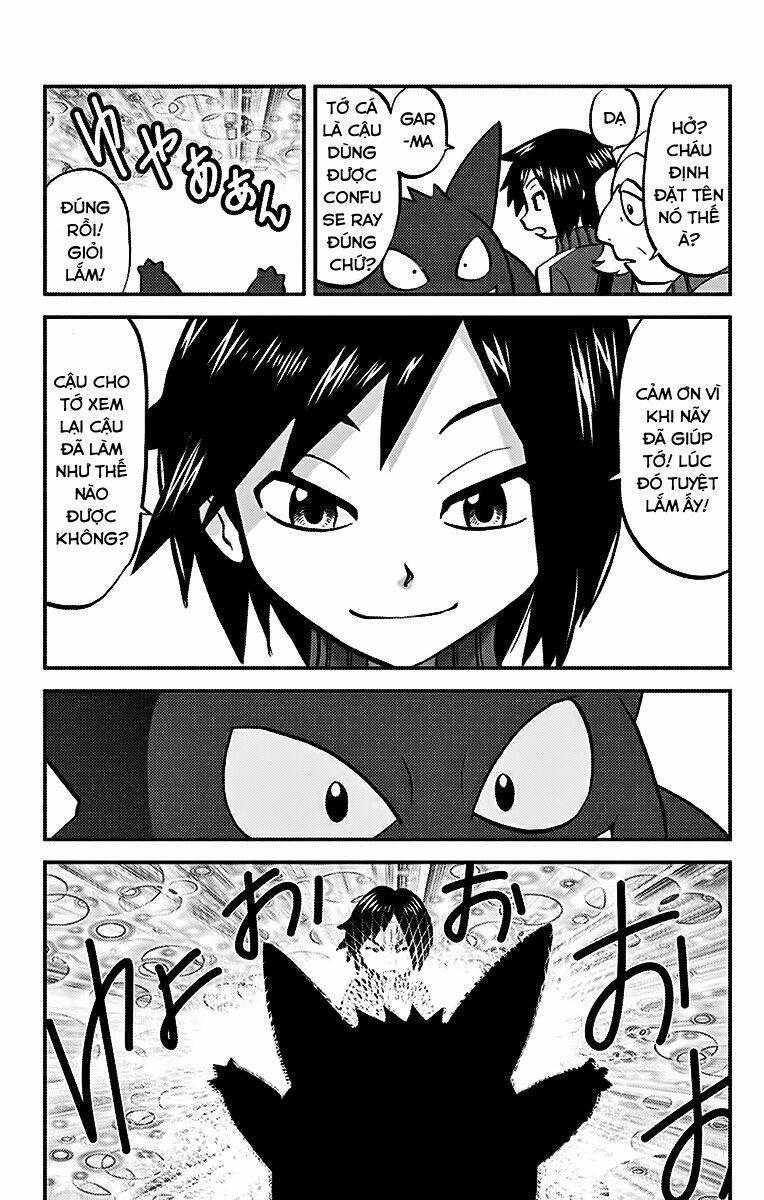 HỞ?
CHÁU
ĐỊNH
ĐẶT TÊN
NÓ THẾ
À?
DẠ
GAR
-MA
TỚ CÁ
LÀ CẬU
DÙNG
ĐƯỢC
CONFU
SE RAY
ĐÚNG
CHỨ?
ゆやああん
ĐÚNG
RỒI!
GIỎI
LẮM!
CẢM ƠN VÌ
KHI NÃY
ĐÃ GIÚP
TỚ! LÚC
ĐÓ TUYỆT
LẮM ẤY!
CẬU CHO
TỚ XEM
LẠI CẬU
ĐÃ LÀM
NHƯ THẾ
NÀO
ĐƯỢC
KHÔNG?
ゆよおおおお